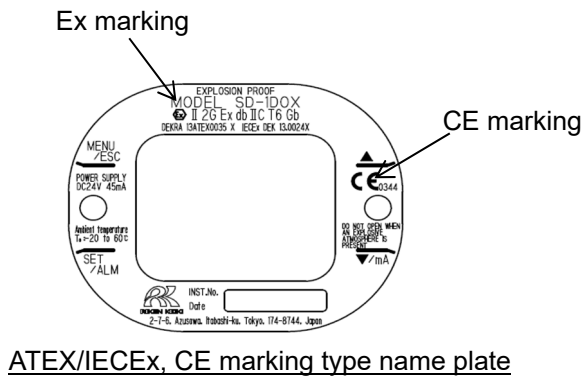 Ex marking
EXPLOSION PROOF
MODEL SD-1DOX
Ex II 2G Ex db IIC T6 Gb
DEKRA 13ATEX0035 X IECEx DEK 13.0024X
CE marking
MENU
/ESC
▲
POWER SUPPLY
DC24V 45mA
CE 0344
Ambient temperature
Ta :-20 to 60℃
DO NOT OPEN WHEN
AN EXPLOSIVE
ATMOSPHERE IS
PRESENT
SET
/ALM
▼/mA
RIKEN KEIKI
INST.No.
Date
2-7-6, Azusawa, Itabashi-ku, Tokyo, 174-8744, Japan
ATEX/IECEx, CE marking type name plate